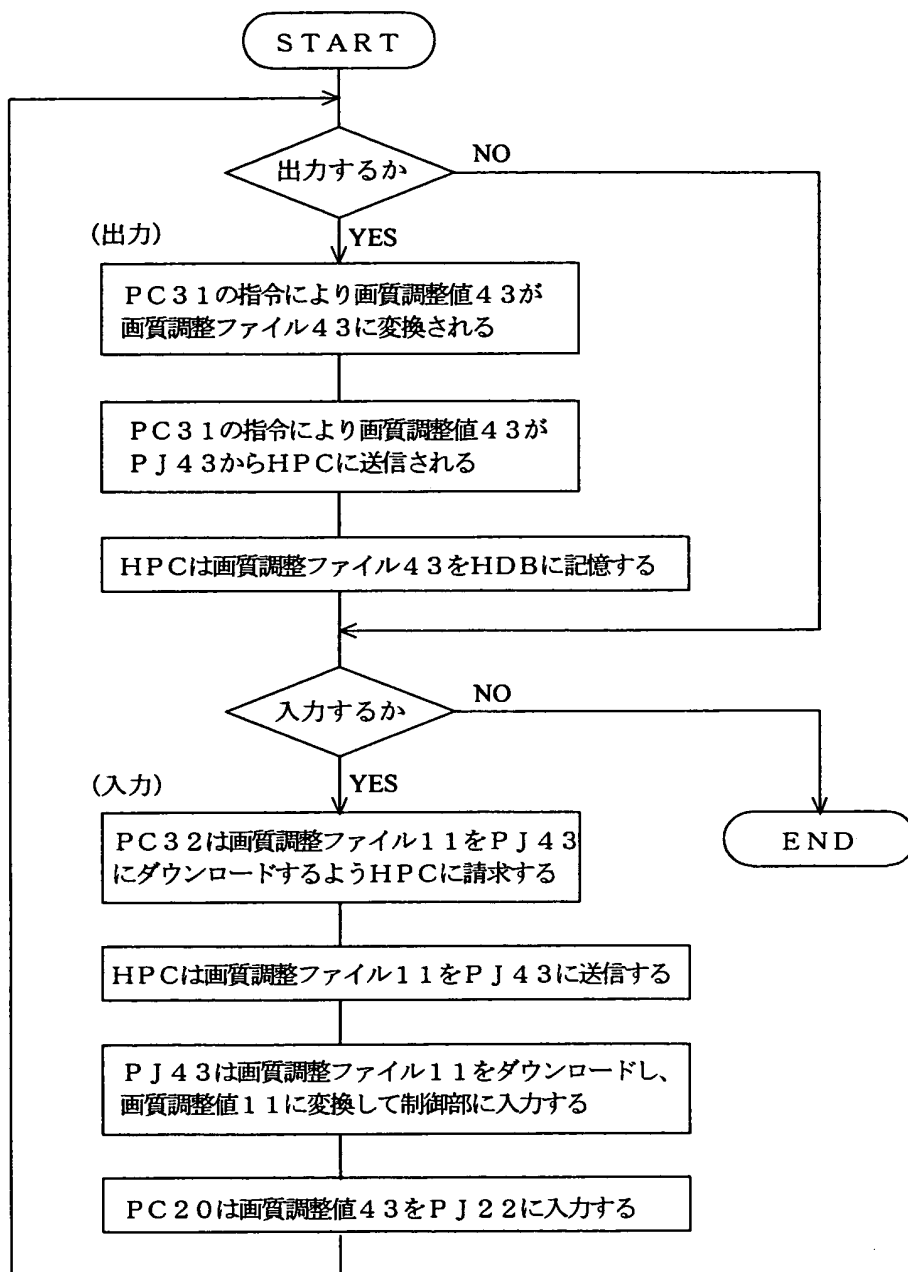 ＳＴＡＲＴ
出力するか
NO
(出力)
YES
ＰＣ３１の指令により画質調整値４３が
画質調整ファイル４３に変換される
ＰＣ３１の指令により画質調整値４３が
ＰＪ４３からＨＰＣに送信される
ＨＰＣは画質調整ファイル４３をＨＤＢに記憶する
入力するか
NO
(入力)
YES
ＰＣ３２は画質調整ファイル１１をＰＪ４３
にダウンロードするようＨＰＣに請求する
ＥＮＤ
ＨＰＣは画質調整ファイル１１をＰＪ４３に送信する
ＰＪ４３は画質調整ファイル１１をダウンロードし、
画質調整値１１に変換して制御部に入力する
ＰＣ２０は画質調整値４３をＰＪ２２に入力する